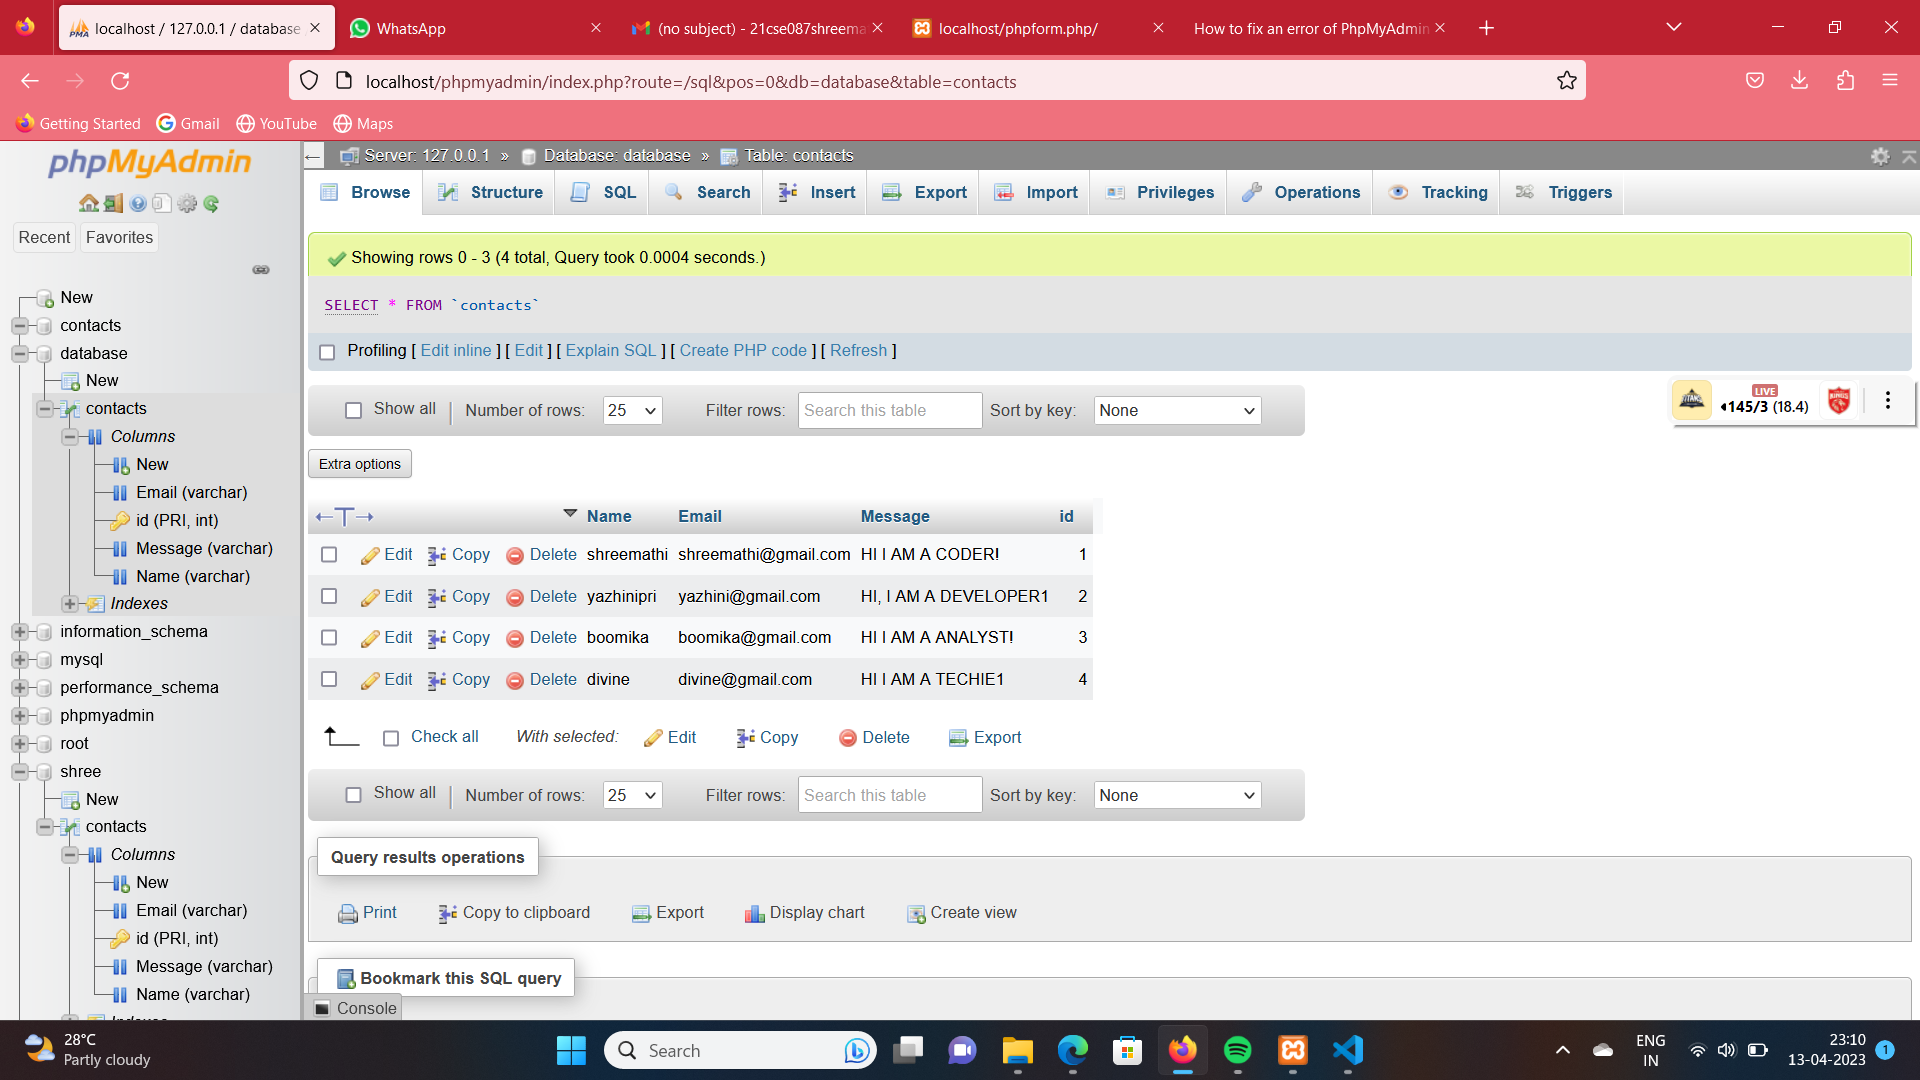 localhost / 127.0.0.1 / database
WhatsApp
(no subject) - 21cse087shreema
localhost/phpform.php/
How to fix an error of PhpMyAdmin
localhost/phpmyadmin/index.php?route=/sql&pos=0&db=database&table=contacts
Getting Started
Gmail
YouTube
Maps
phpMyAdmin
Recent
Favorites
New
contacts
database
New
contacts
Columns
New
Email (varchar)
id (PRI, int)
Message (varchar)
Name (varchar)
Indexes
information_schema
mysql
performance_schema
phpmyadmin
root
shree
New
contacts
Columns
New
Email (varchar)
id (PRI, int)
Message (varchar)
Name (varchar)
Indexes
Server: 127.0.0.1 » Database: database » Table: contacts
Browse Structure SQL Search Insert Export Import Privileges Operations Tracking Triggers
Showing rows 0 - 3 (4 total, Query took 0.0004 seconds.)
SELECT * FROM `contacts`
Profiling [ Edit inline ] [ Edit ] [ Explain SQL ] [ Create PHP code ] [ Refresh ]
Show all | Number of rows: 25 Filter rows: Search this table Sort by key: None
LIVE
145/3 (18.4)
Extra options
Name Email Message id
Edit Copy Delete shreemathi shreemathi@gmail.com HI I AM A CODER! 1
Edit Copy Delete yazhinipri yazhini@gmail.com HI, I AM A DEVELOPER1 2
Edit Copy Delete boomika boomika@gmail.com HI I AM A ANALYST! 3
Edit Copy Delete divine divine@gmail.com HI I AM A TECHIE1 4
Check all With selected: Edit Copy Delete Export
Show all | Number of rows: 25 Filter rows: Search this table Sort by key: None
Query results operations
Print Copy to clipboard Export Display chart Create view
Bookmark this SQL query
Console
28°C
Partly cloudy
Search
ENG
IN
23:10
13-04-2023
1